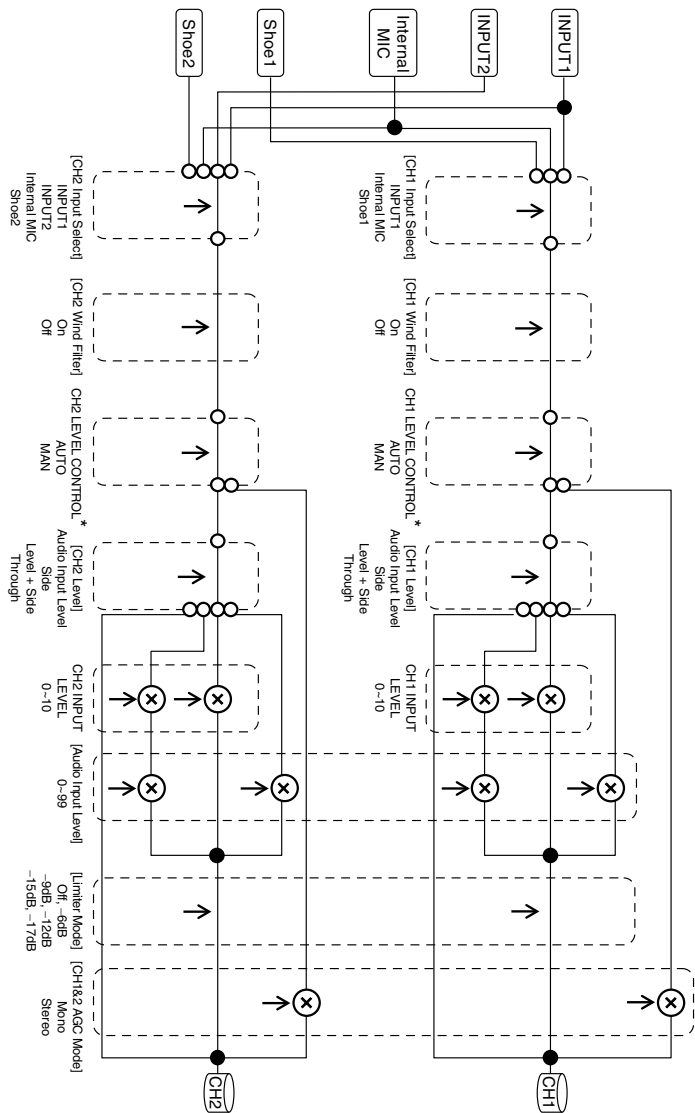 INPUT1
INPUT2
Internal
MIC
Shoe1
Shoe2
[CH1 Input Select]
INPUT1
Internal MIC
Shoe1
[CH1 Wind Filter]
On
Off
CH1 LEVEL CONTROL *
AUTO
MAN
[CH1 Level]
Audio Input Level
Side
Level + Side
Through
CH1 INPUT
LEVEL
0~10
CH1
[CH2 Input Select]
INPUT1
INPUT2
Internal MIC
Shoe2
[CH2 Wind Filter]
On
Off
CH2 LEVEL CONTROL *
AUTO
MAN
[CH2 Level]
Audio Input Level
Side
Level + Side
Through
CH2 INPUT
LEVEL
0~10
[Audio Input Level]
0~99
[Limiter Mode]
Off, −6dB
−9dB, −12dB
−15dB, −17dB
[CH1&2 AGC Mode]
Mono
Stereo
CH2